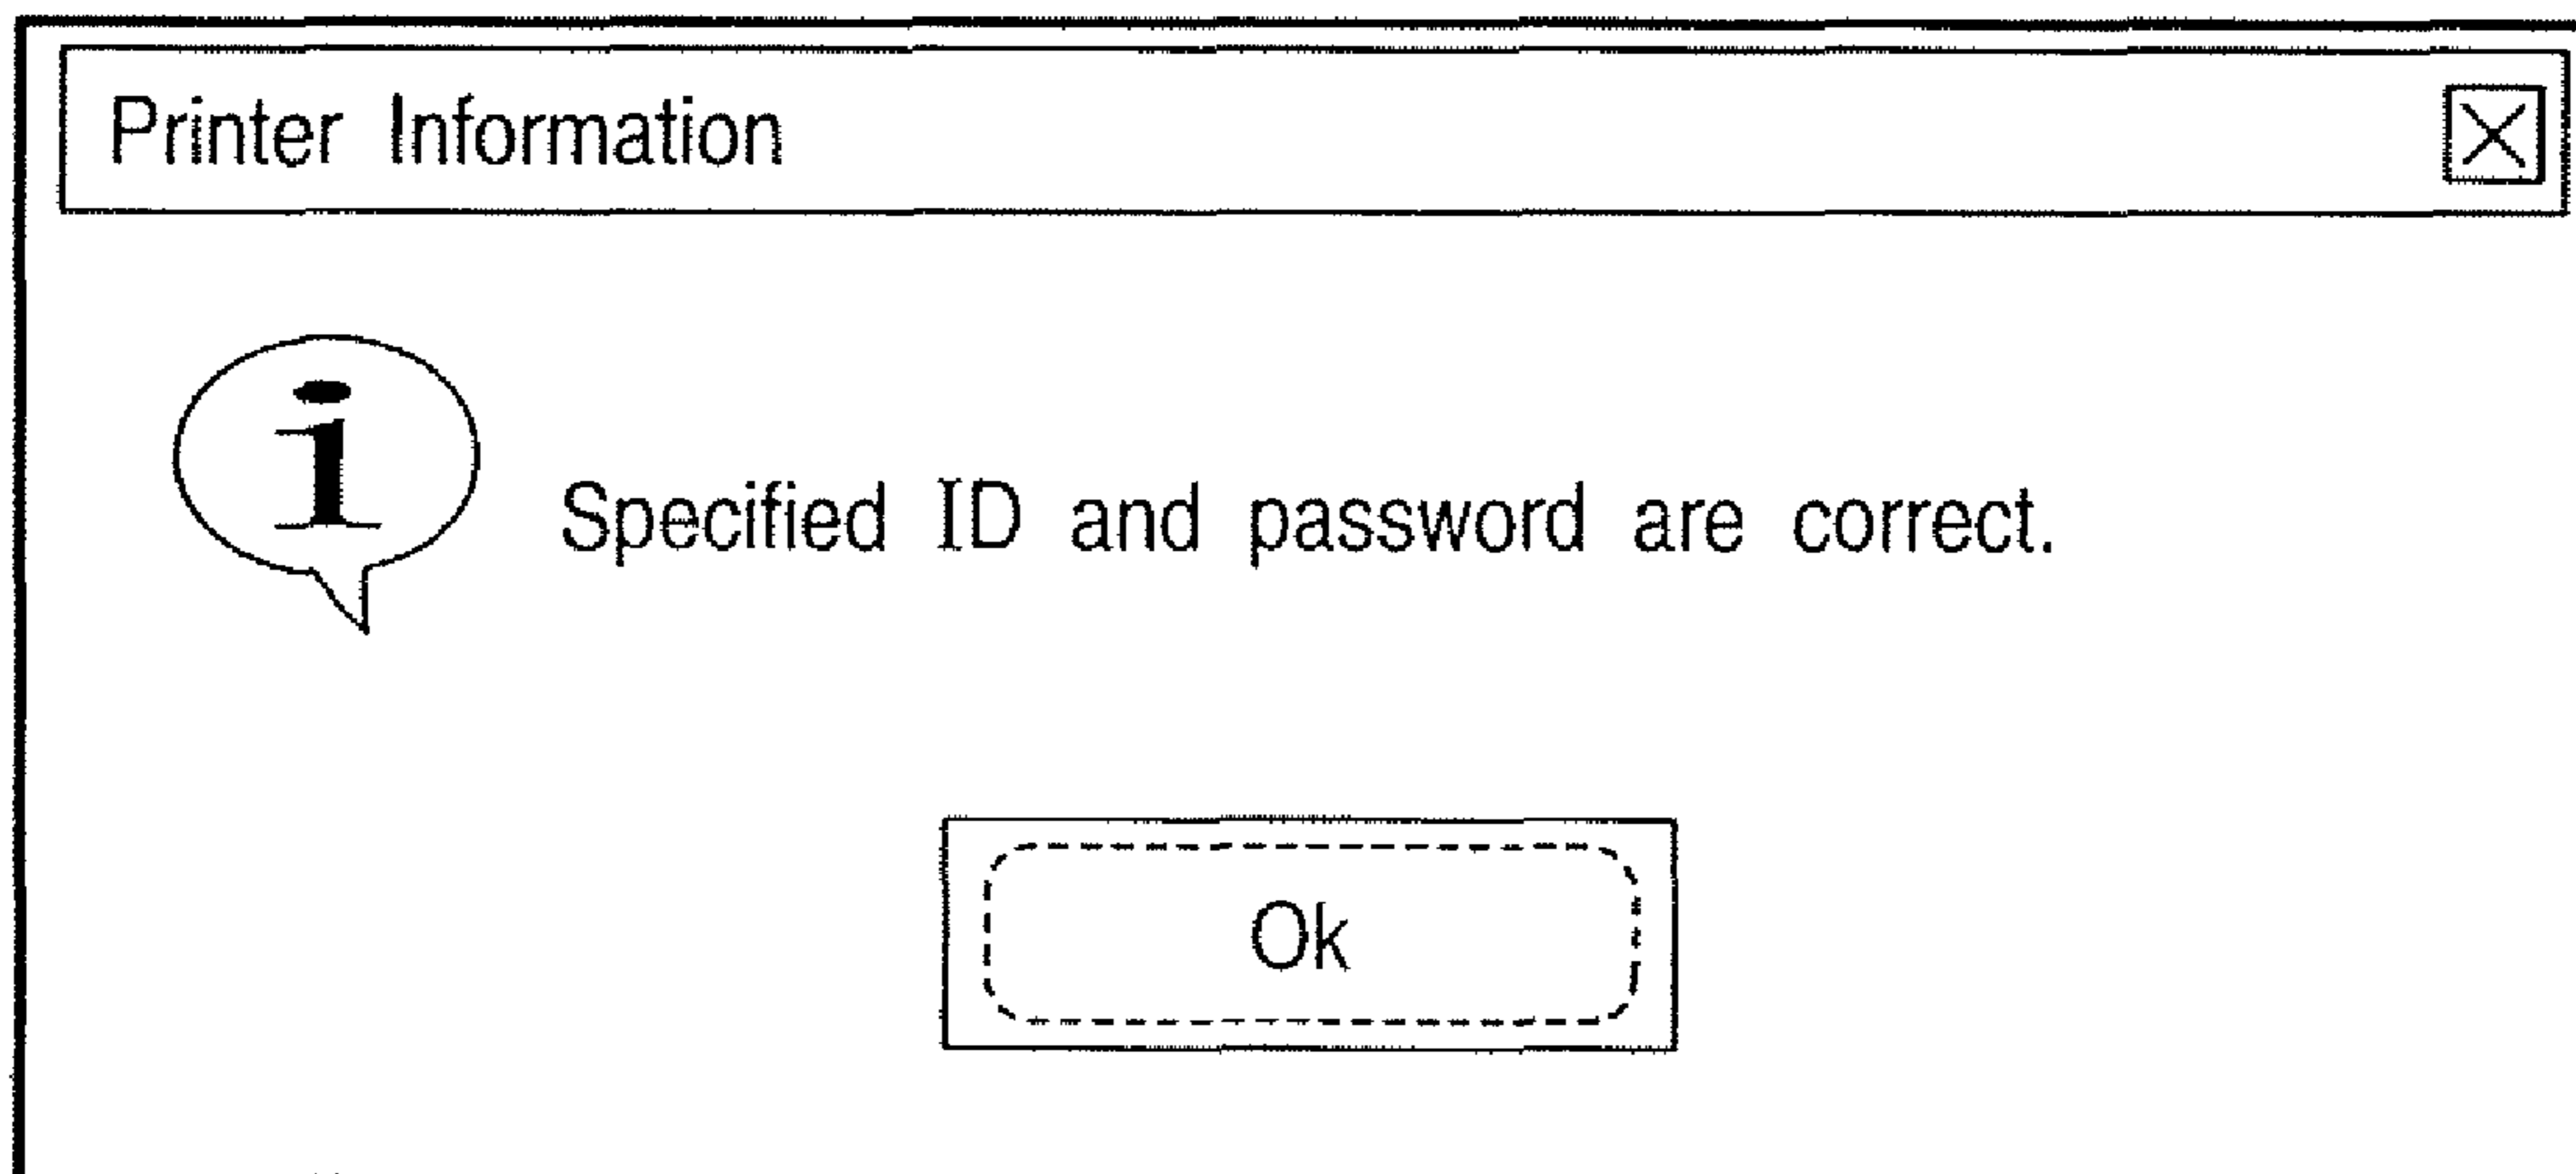 Printer Information
i
Specified ID and password are correct.
Ok